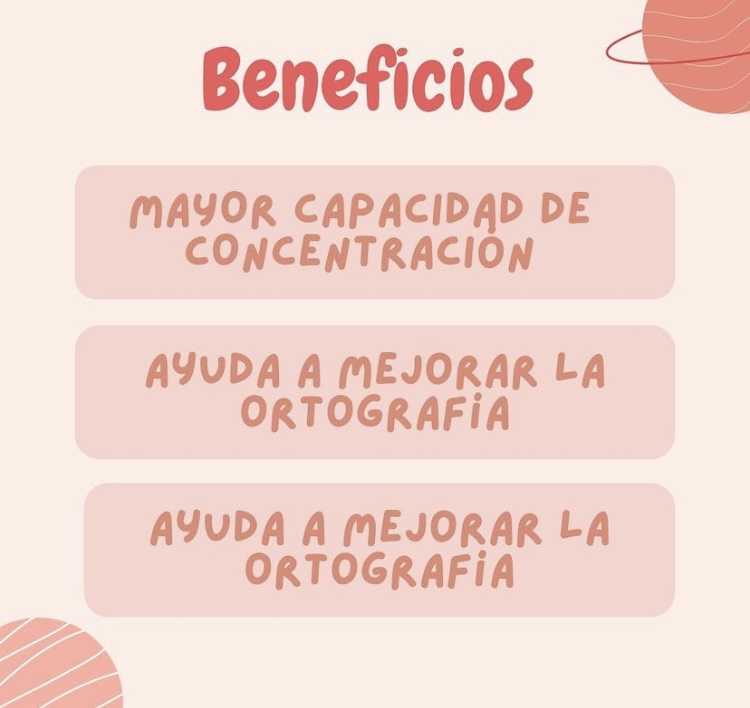 Beneficios
MAYOR CAPACIDAD DE
CONCENTRACIÓN
AYUDA A MEJORAR LA
ORTOGRAFÍA
AYUDA A MEJORAR LA
ORTOGRAFÍA